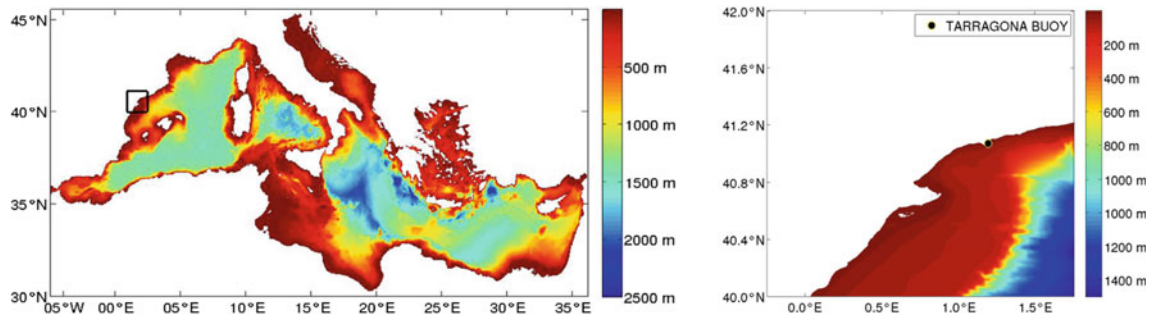 45°N
40°N
35°N
30°N
05°W
00°E
05°E
10°E
15°E
20°E
25°E
30°E
35°E
500 m
1000 m
1500 m
2000 m
2500 m
42.0°N
41.6°N
41.2°N
40.8°N
40.4°N
40.0°N
0.0°E
0.5°E
1.0°E
1.5°E
TARRAGONA BUOY
200 m
400 m
600 m
800 m
1000 m
1200 m
1400 m